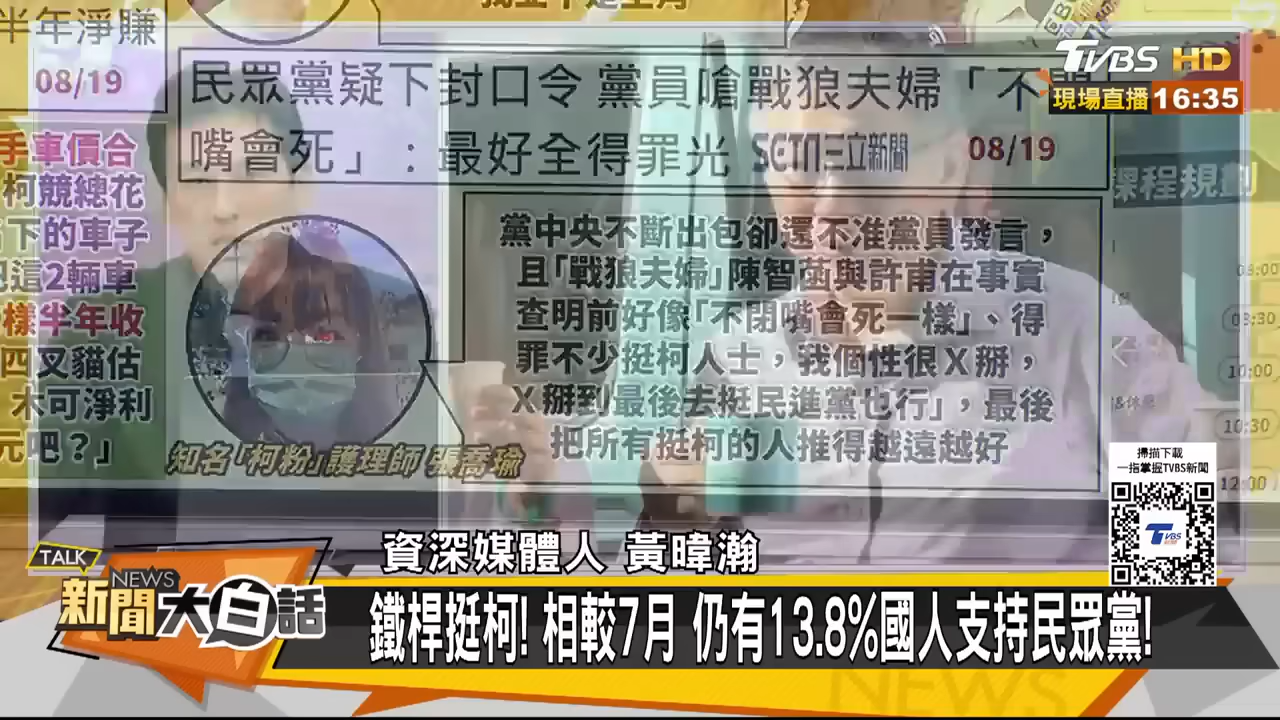 半年淨賺
08/19
民眾黨疑下封口令 黨員嗆戰狼夫婦「不閉
嘴會死」：最好全得罪光 SETN三立新聞 08/19
TVBS HD
現場直播 16:35
手車價合
柯競總花
下的車子
這2輛車
樣半年收
四叉貓估
木可淨利
元吧？」
黨中央不斷出包卻還不准黨員發言，
且「戰狼夫婦」陳智菡與許甫在事實
查明前好像「不閉嘴會死一樣」、得
罪不少挺柯人士，我個性很X掰，
X掰到最後去挺民進黨也行」，最後
把所有挺柯的人推得越遠越好
知名「柯粉」護理師 張喬瑜
課程規劃
10:00
10:30
12:00
掃描下載
一指掌握TVBS新聞
TVBS
資深媒體人 黃暐瀚
TALK
NEWS
新聞大白話
鐵桿挺柯! 相較7月 仍有13.8%國人支持民眾黨!
NEWS